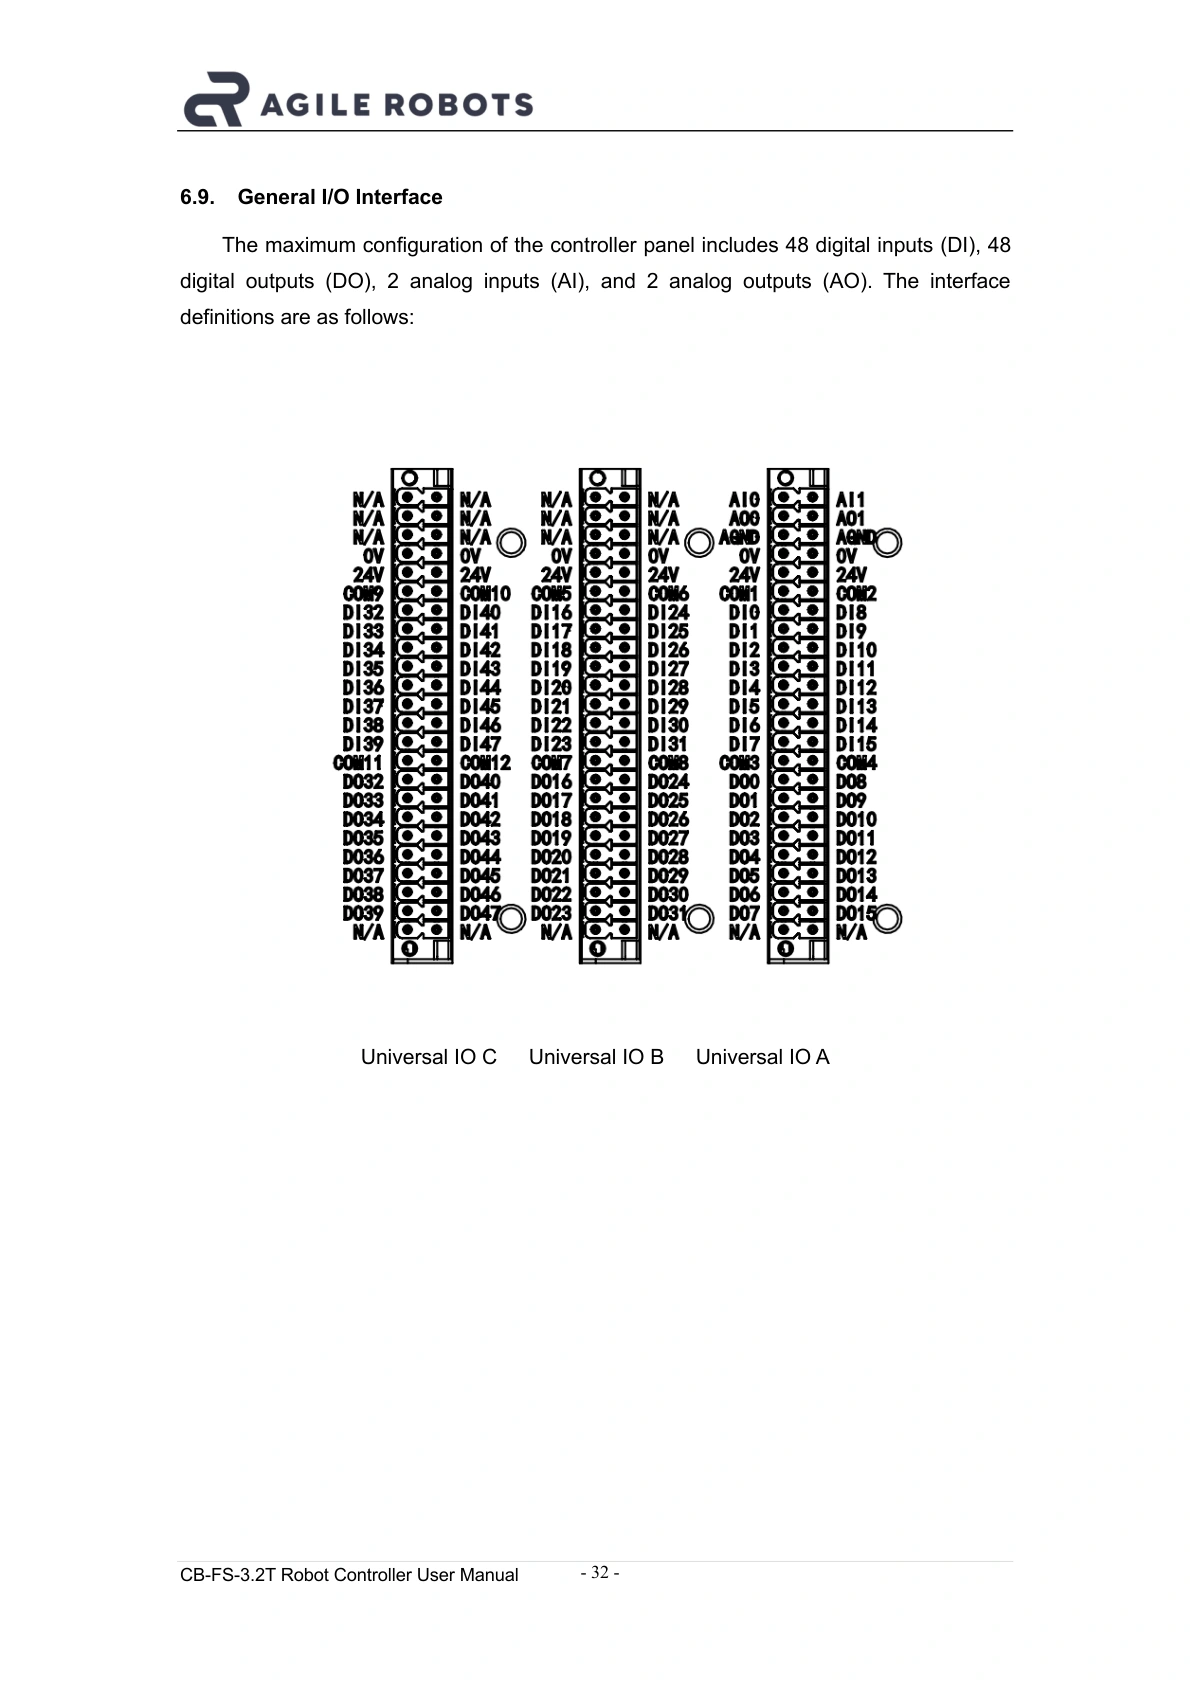 AGILE ROBOTS
6.9. General I/O Interface
The maximum configuration of the controller panel includes 48 digital inputs (DI), 48
digital outputs (DO), 2 analog inputs (AI), and 2 analog outputs (AO). The interface
definitions are as follows:
N/A N/A N/A N/A AI0 AI1
N/A N/A N/A N/A AO0 AO1
N/A N/A N/A N/A AGND AGND
0V 0V 0V 0V 0V 0V
24V 24V 24V 24V 24V 24V
COM9 COM10 COM5 COM6 COM1 COM2
DI32 DI40 DI16 DI24 DI0 DI8
DI33 DI41 DI17 DI25 DI1 DI9
DI34 DI42 DI18 DI26 DI2 DI10
DI35 DI43 DI19 DI27 DI3 DI11
DI36 DI44 DI20 DI28 DI4 DI12
DI37 DI45 DI21 DI29 DI5 DI13
DI38 DI46 DI22 DI30 DI6 DI14
DI39 DI47 DI23 DI31 DI7 DI15
COM11 COM12 COM7 COM8 COM3 COM4
DO32 DO40 DO16 DO24 DO0 DO8
DO33 DO41 DO17 DO25 DO1 DO9
DO34 DO42 DO18 DO26 DO2 DO10
DO35 DO43 DO19 DO27 DO3 DO11
DO36 DO44 DO20 DO28 DO4 DO12
DO37 DO45 DO21 DO29 DO5 DO13
DO38 DO46 DO22 DO30 DO6 DO14
DO39 DO47 DO23 DO31 DO7 DO15
N/A N/A N/A N/A N/A N/A
Universal IO C Universal IO B Universal IO A
CB-FS-3.2T Robot Controller User Manual - 32 -